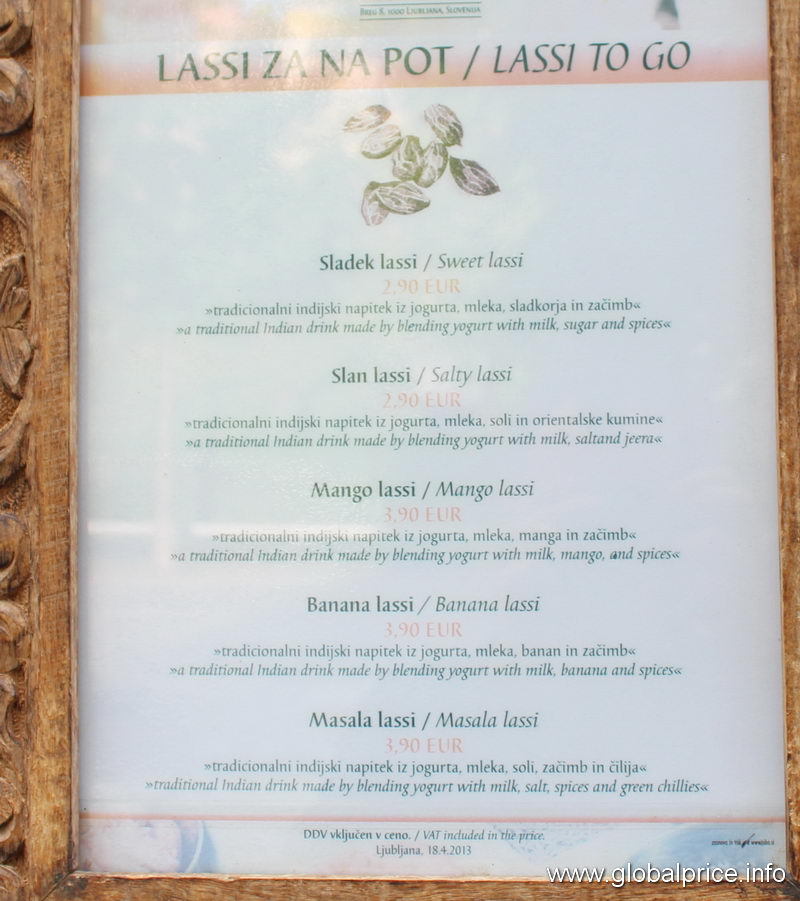 Breg 8, 1000 Ljubljana, Slovenija
LASSI ZA NA POT / LASSI TO GO
Sladek lassi / Sweet lassi
2,90 EUR
»tradicionalni indijski napitek iz jogurta, mleka, sladkorja in začimb«
»a traditional Indian drink made by blending yogurt with milk, sugar and spices«
Slan lassi / Salty lassi
2,90 EUR
»tradicionalni indijski napitek iz jogurta, mleka, soli in orientalske kumine«
»a traditional Indian drink made by blending yogurt with milk, saltand jeera«
Mango lassi / Mango lassi
3,90 EUR
»tradicionalni indijski napitek iz jogurta, mleka, manga in začimb«
»a traditional Indian drink made by blending yogurt with milk, mango, and spices«
Banana lassi / Banana lassi
3,90 EUR
»tradicionalni indijski napitek iz jogurta, mleka, banan in začimb«
»a traditional Indian drink made by blending yogurt with milk, banana and spices«
Masala lassi / Masala lassi
3,90 EUR
»tradicionalni indijski napitek iz jogurta, mleka, soli, začimb in čilija«
»traditional Indian drink made by blending yogurt with milk, salt, spices and green chillies«
DDV vključen v ceno. / VAT included in the price.
Ljubljana, 18.4.2013
www.globalprice.info